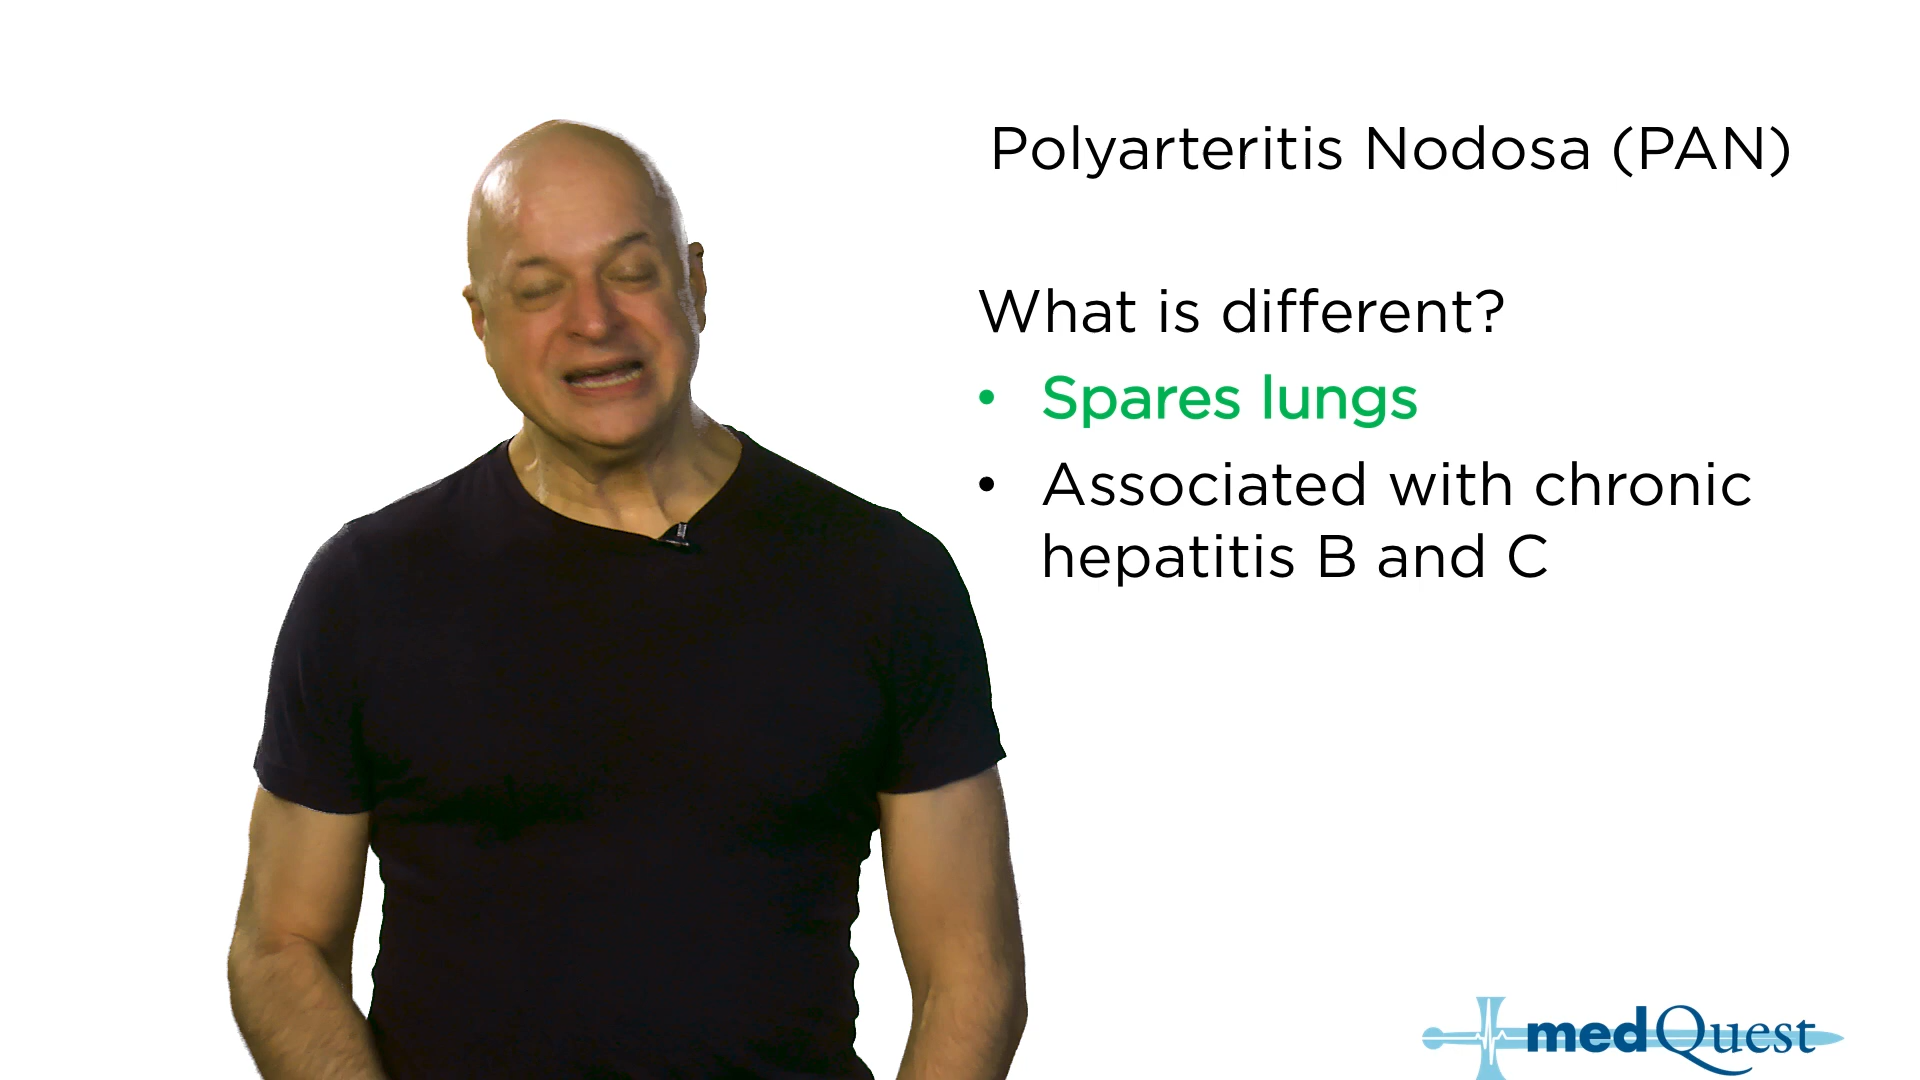 Polyarteritis Nodosa (PAN)
What is different?
• Spares lungs
• Associated with chronic
hepatitis B and C
medQuest